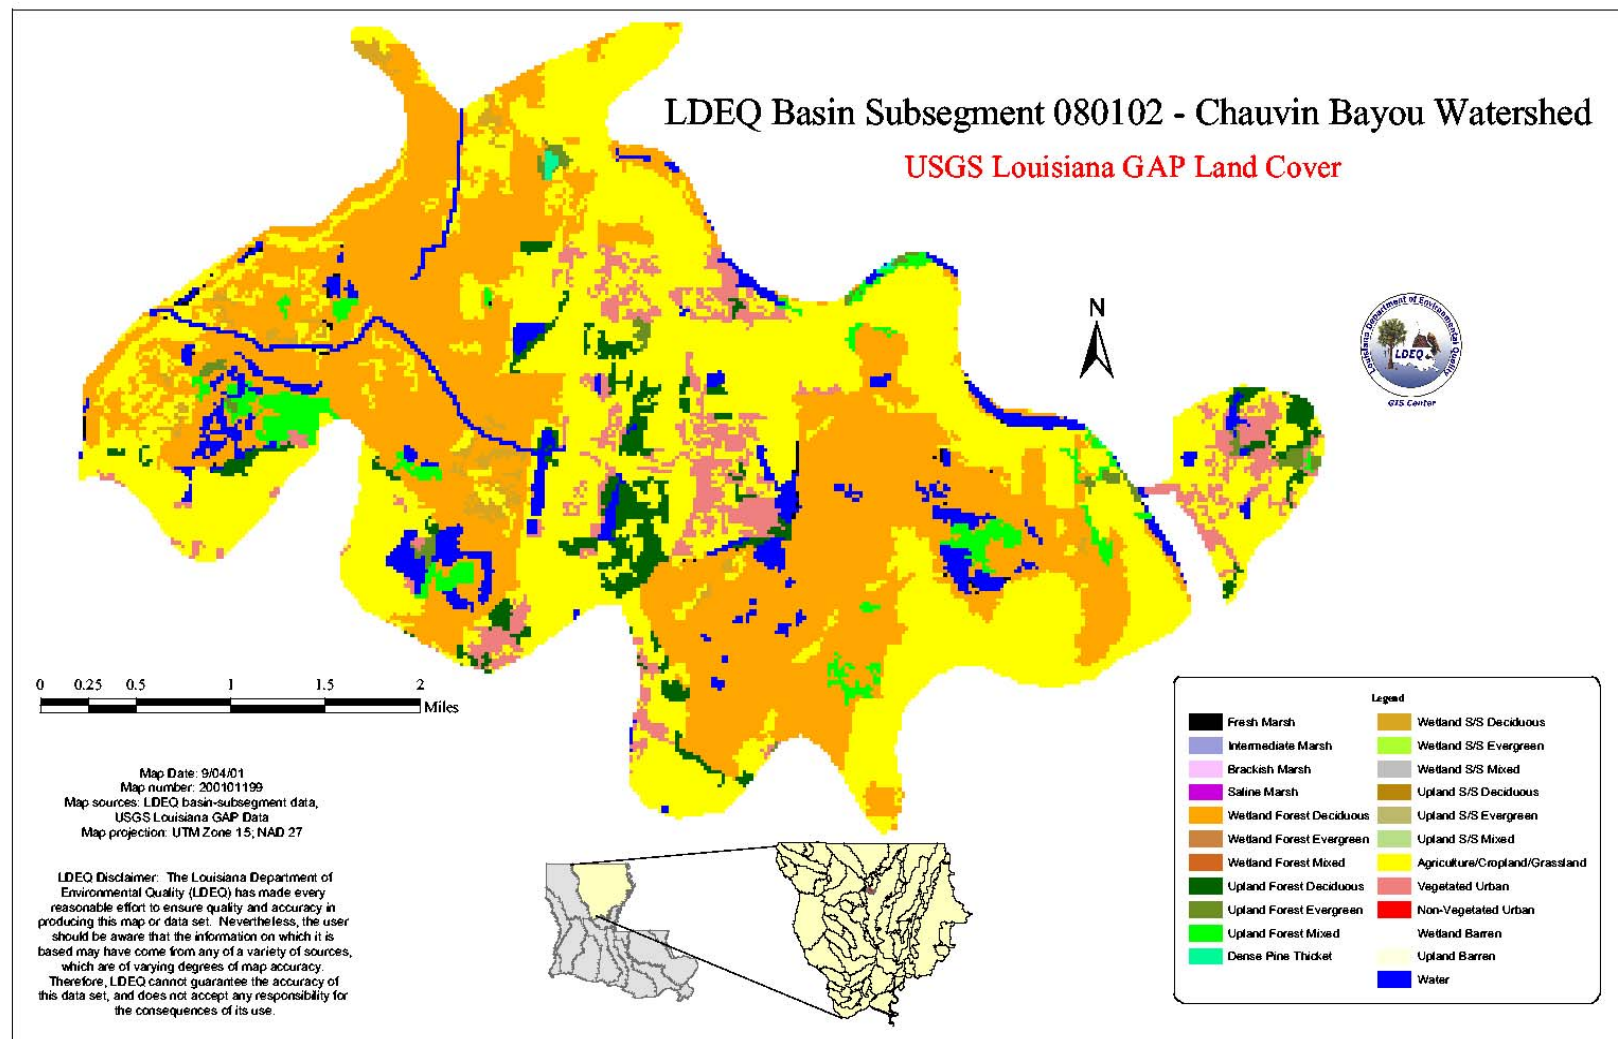 LDEQ Basin Subsegment 080102 - Chauvin Bayou Watershed
USGS Louisiana GAP Land Cover
N
Louisiana Department of Environmental Quality
LDEQ
GIS Center
0 0.25 0.5 1 1.5 2
Miles
Map Date: 9/04/01
Map number: 200101199
Map sources: LDEQ basin-subsegment data,
USGS Louisiana GAP Data
Map projection: UTM Zone 15; NAD 27
LDEQ Disclaimer: The Louisiana Department of
Environmental Quality (LDEQ) has made every
reasonable effort to ensure quality and accuracy in
producing this map or data set. Nevertheless, the user
should be aware that the information on which it is
based may have come from any of a variety of sources,
which are of varying degrees of map accuracy.
Therefore, LDEQ cannot guarantee the accuracy of
this data set, and does not accept any responsibility for
the consequences of its use.
Legend
Fresh Marsh
Intermediate Marsh
Brackish Marsh
Saline Marsh
Wetland Forest Deciduous
Wetland Forest Evergreen
Wetland Forest Mixed
Upland Forest Deciduous
Upland Forest Evergreen
Upland Forest Mixed
Dense Pine Thicket
Wetland S/S Deciduous
Wetland S/S Evergreen
Wetland S/S Mixed
Upland S/S Deciduous
Upland S/S Evergreen
Upland S/S Mixed
Agriculture/Cropland/Grassland
Vegetated Urban
Non-Vegetated Urban
Wetland Barren
Upland Barren
Water